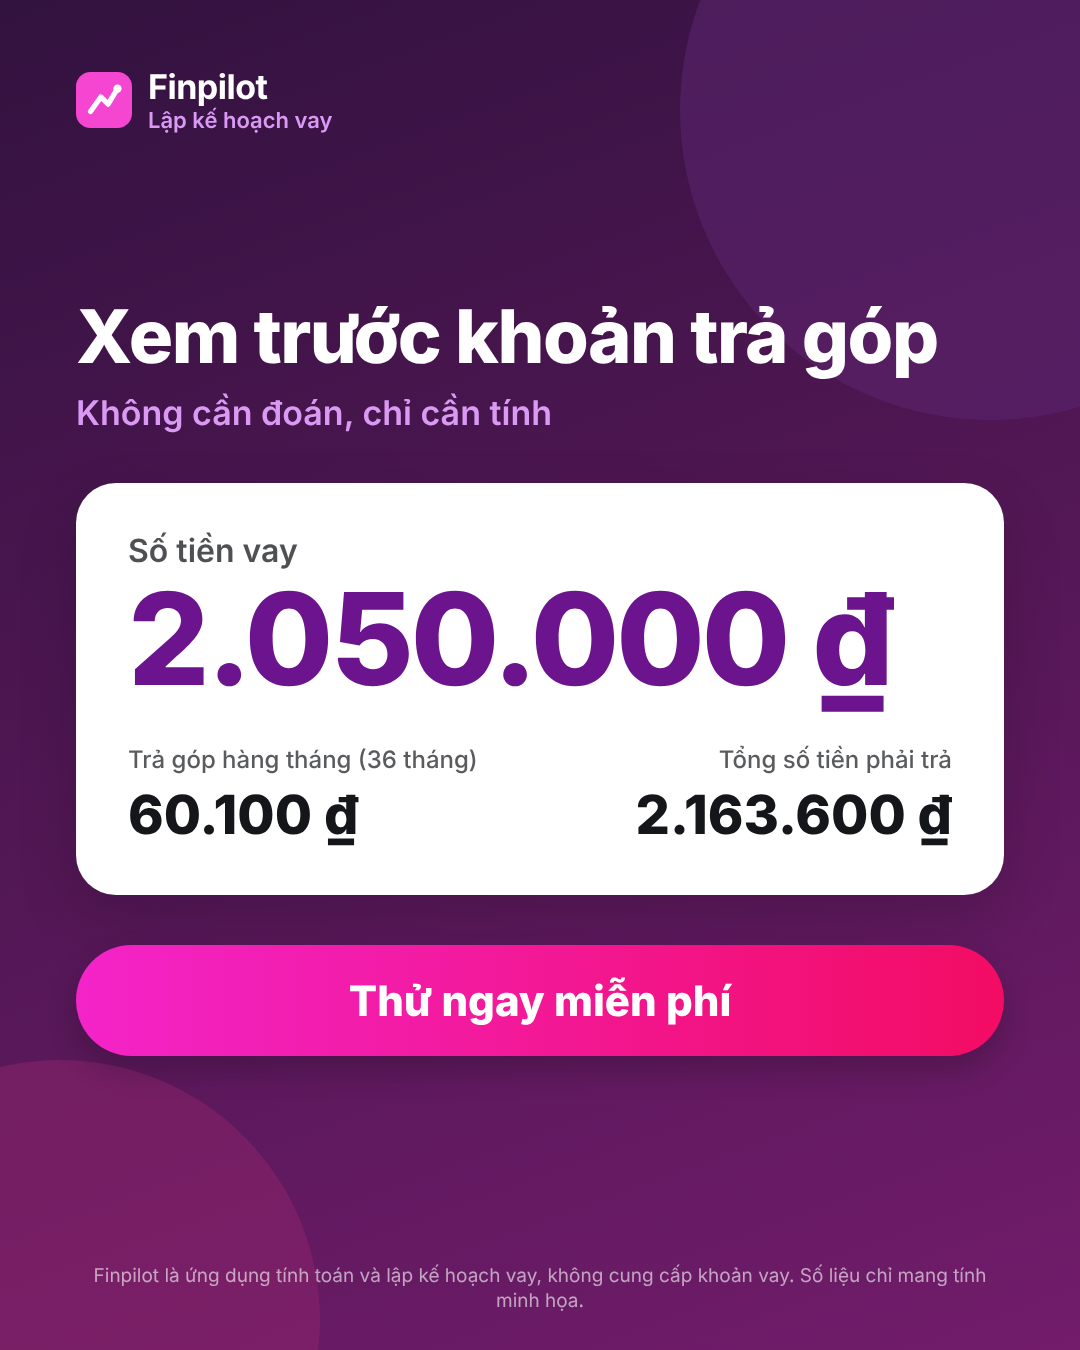 Finpilot
Lập kế hoạch vay
Xem trước khoản trả góp
Không cần đoán, chỉ cần tính
Số tiền vay
2.050.000 ₫
Trả góp hàng tháng (36 tháng)
60.100 ₫
Tổng số tiền phải trả
2.163.600 ₫
Thử ngay miễn phí
Finpilot là ứng dụng tính toán và lập kế hoạch vay, không cung cấp khoản vay. Số liệu chỉ mang tính
minh họa.